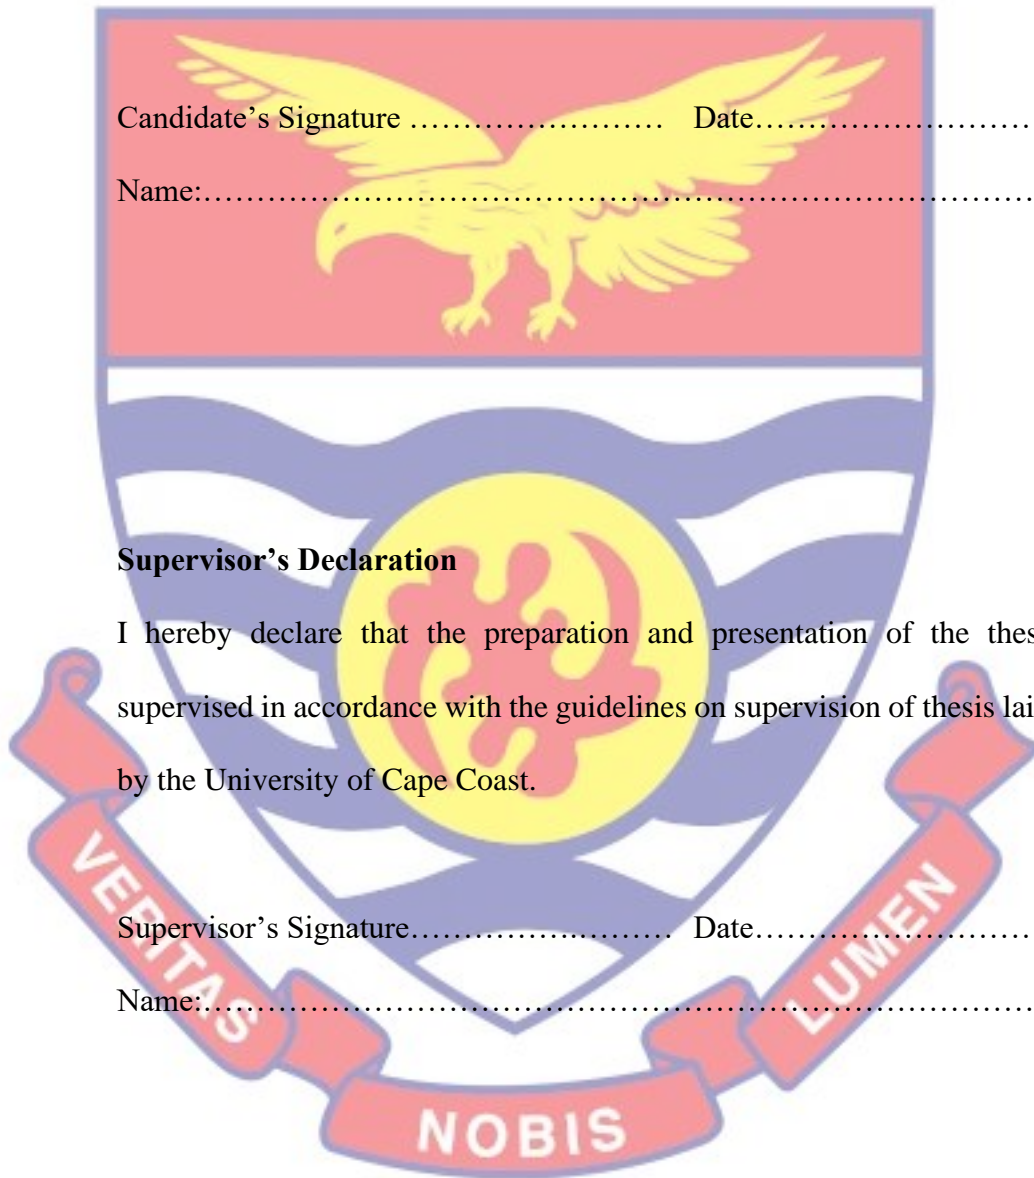 Candidate’s Signature ……………………. Date………………………
Name:……………………………………………………………………
Supervisor’s Declaration
I hereby declare that the preparation and presentation of the thes
supervised in accordance with the guidelines on supervision of thesis lai
by the University of Cape Coast.
Supervisor’s Signature……………..……… Date………………………
Name:……………………………………………………………………
VERITAS
NOBIS
LUMEN